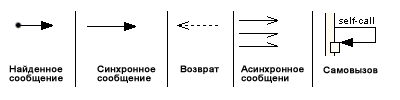 self-call
Найденное сообщение
Синхронное сообщение
Возврат
Асинхронное сообщени
Самовызов